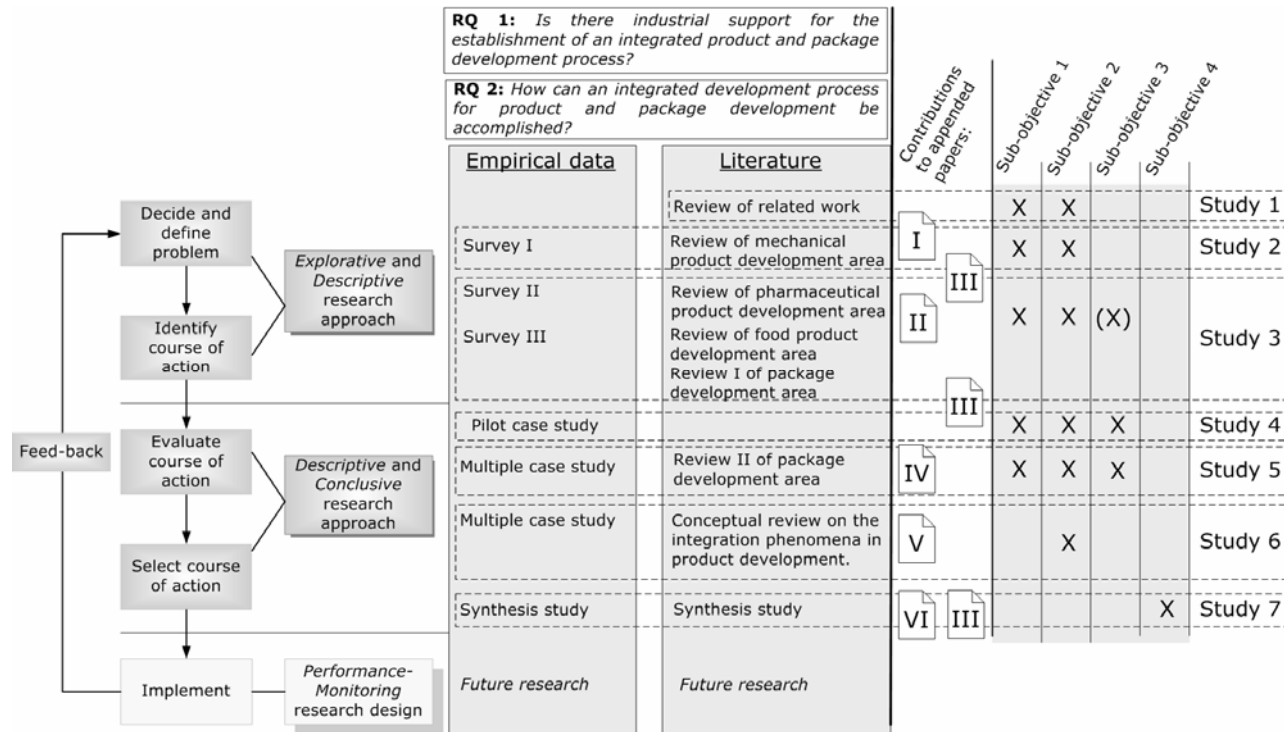 RQ 1: Is there industrial support for the
establishment of an integrated product and package
development process?
RQ 2: How can an integrated development process
for product and package development be
accomplished?
Contributions
to appended
papers:
Sub-objective 1
Sub-objective 2
Sub-objective 3
Sub-objective 4
Empirical data
Literature
Decide and
define
problem
Identify
course of
action
Explorative and
Descriptive
research
approach
Evaluate
course of
action
Select course
of action
Descriptive and
Conclusive
research
approach
Feed-back
Implement
Performance-
Monitoring
research design
Review of related work
X X
Study 1
Survey I
Review of mechanical
product development area
I
X X
Study 2
III
Survey II
Review of pharmaceutical
product development area
II
X X (X)
Study 3
Survey III
Review of food product
development area
Review I of package
development area
III
Pilot case study
X X X
Study 4
Multiple case study
Review II of package
development area
IV
X X X
Study 5
Multiple case study
Conceptual review on the
integration phenomena in
product development.
V
X
Study 6
Synthesis study
Synthesis study
VI III
X
Study 7
Future research
Future research